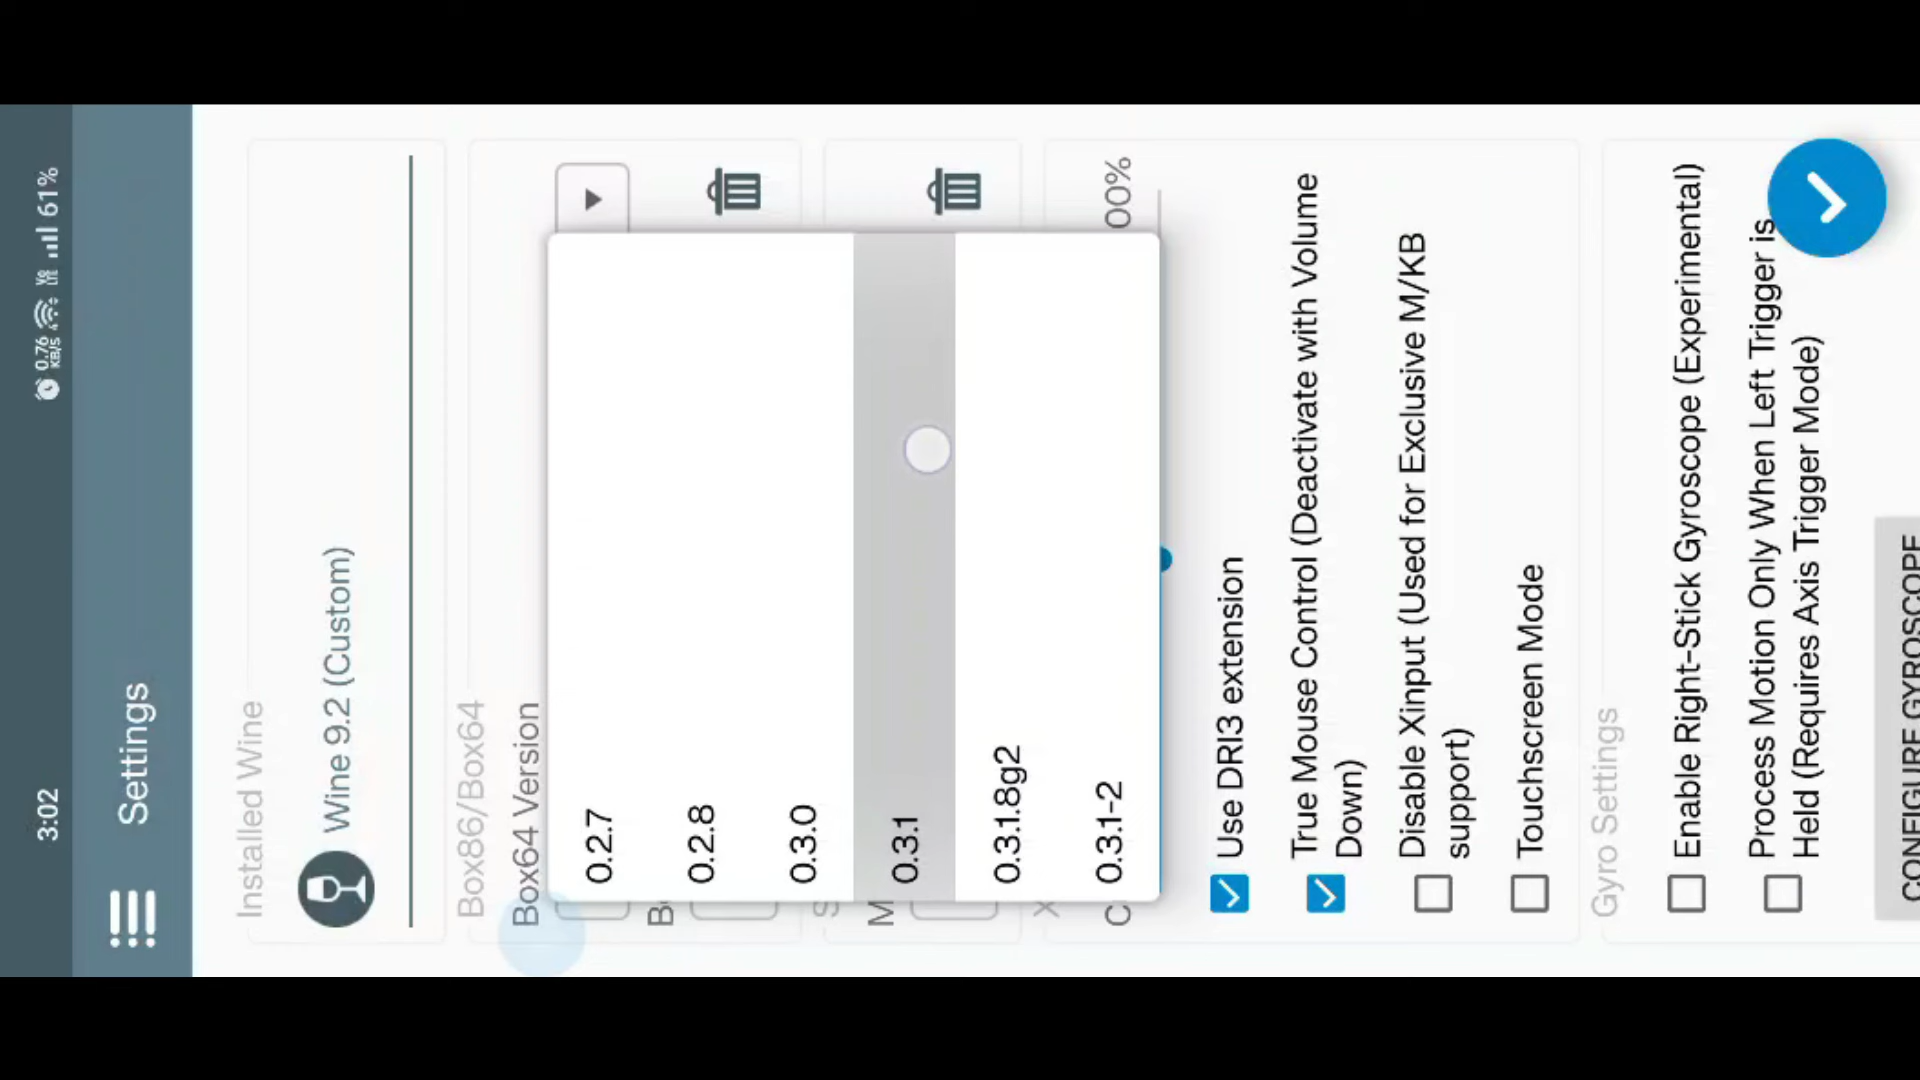 3:02
0.76
KB/S
61%
Settings
Installed Wine
Wine 9.2 (Custom)
Box86/Box64
Box64 Version
0.2.7
0.2.8
0.3.0
0.3.1
0.3.1.8g2
0.3.1-2
00%
Use DRI3 extension
True Mouse Control (Deactivate with Volume
Down)
Disable Xinput (Used for Exclusive M/KB
support)
Touchscreen Mode
Gyro Settings
Enable Right-Stick Gyroscope (Experimental)
Process Motion Only When Left Trigger is
Held (Requires Axis Trigger Mode)
CONFIGURE GYROSCOPE